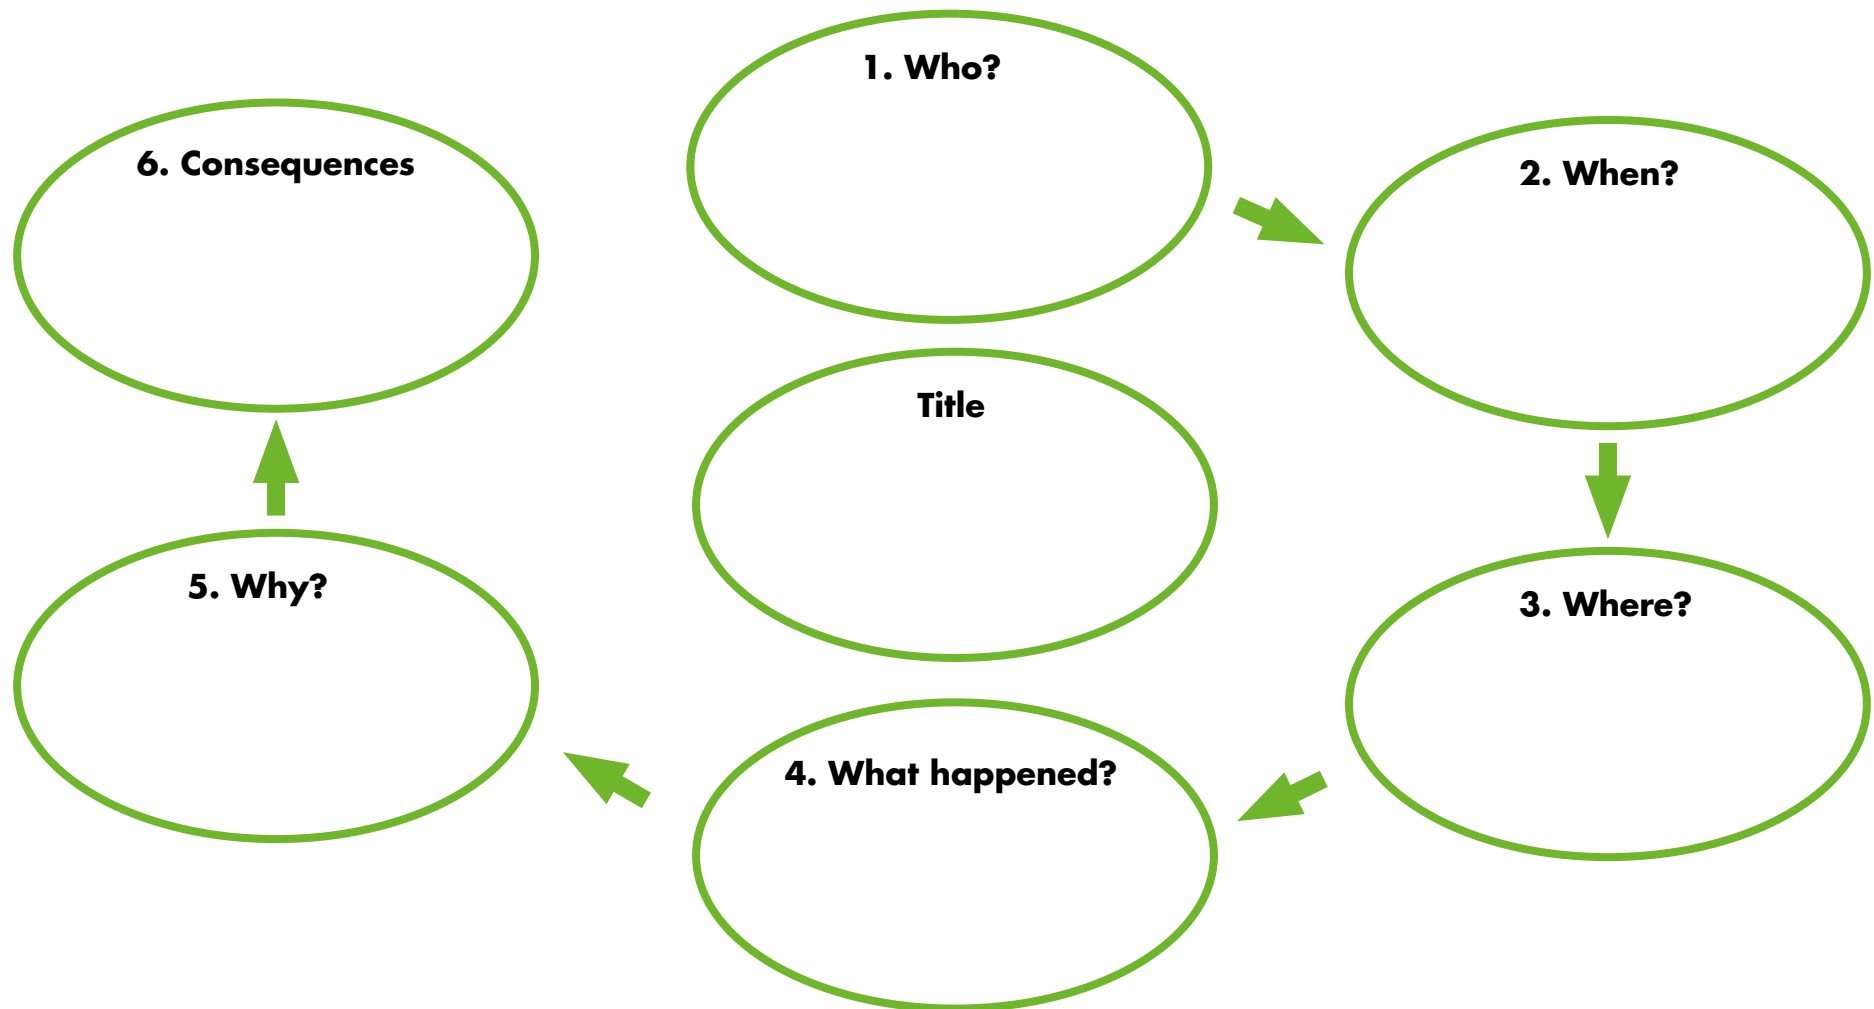 1. Who?
2. When?
3. Where?
4. What happened?
5. Why?
6. Consequences
Title